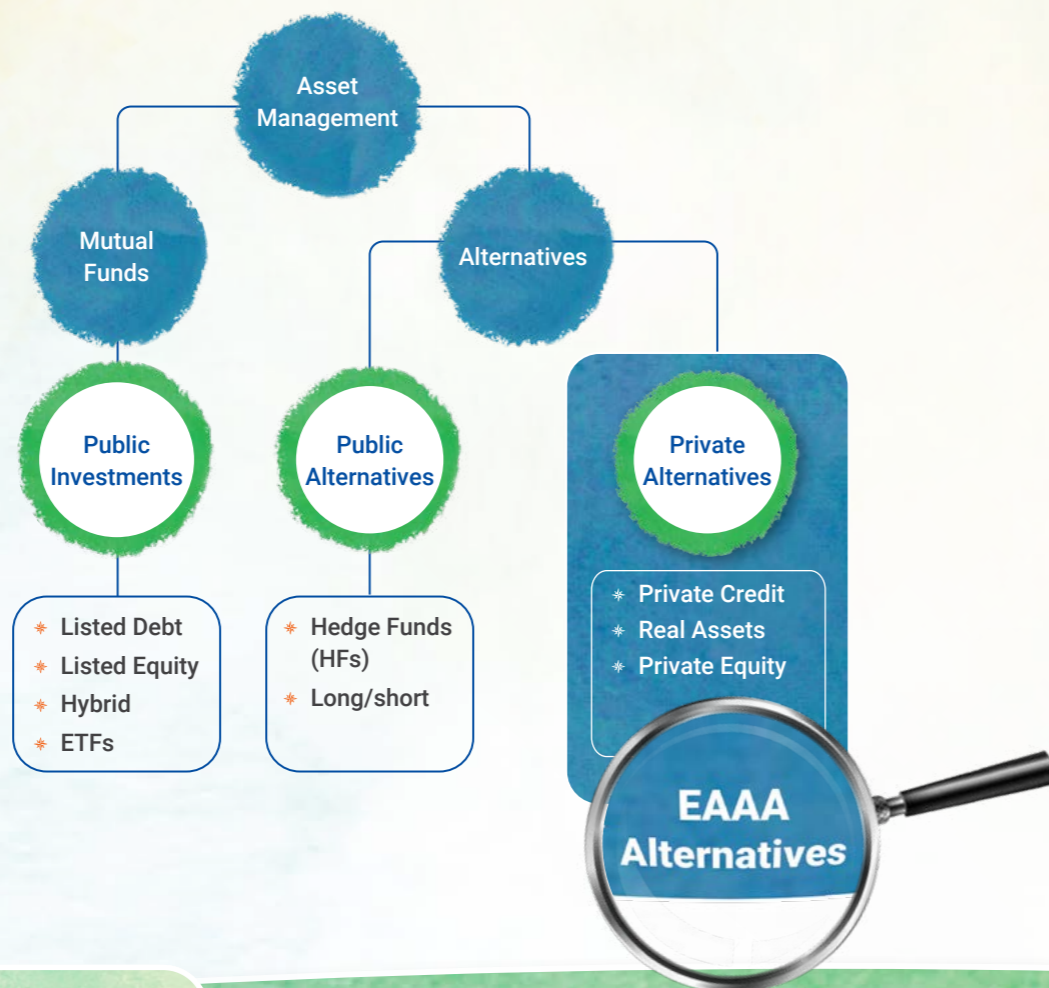 Asset
Management
Mutual
Funds
Alternatives
Public
Investments
Public
Alternatives
Private
Alternatives
Listed Debt
Listed Equity
Hybrid
ETFs
Hedge Funds
(HFs)
Long/short
Private Credit
Real Assets
Private Equity
EAAA
Alternatives